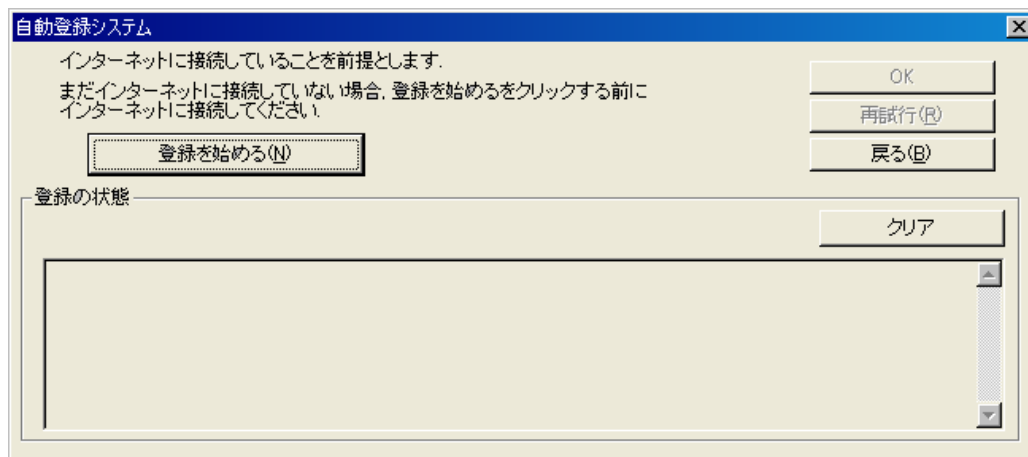 自動登録システム
インターネットに接続していることを前提とします.
まだインターネットに接続していない場合, 登録を始めるをクリックする前に
インターネットに接続してください.
登録を始める(N)
OK
再試行(R)
戻る(B)
登録の状態
クリア